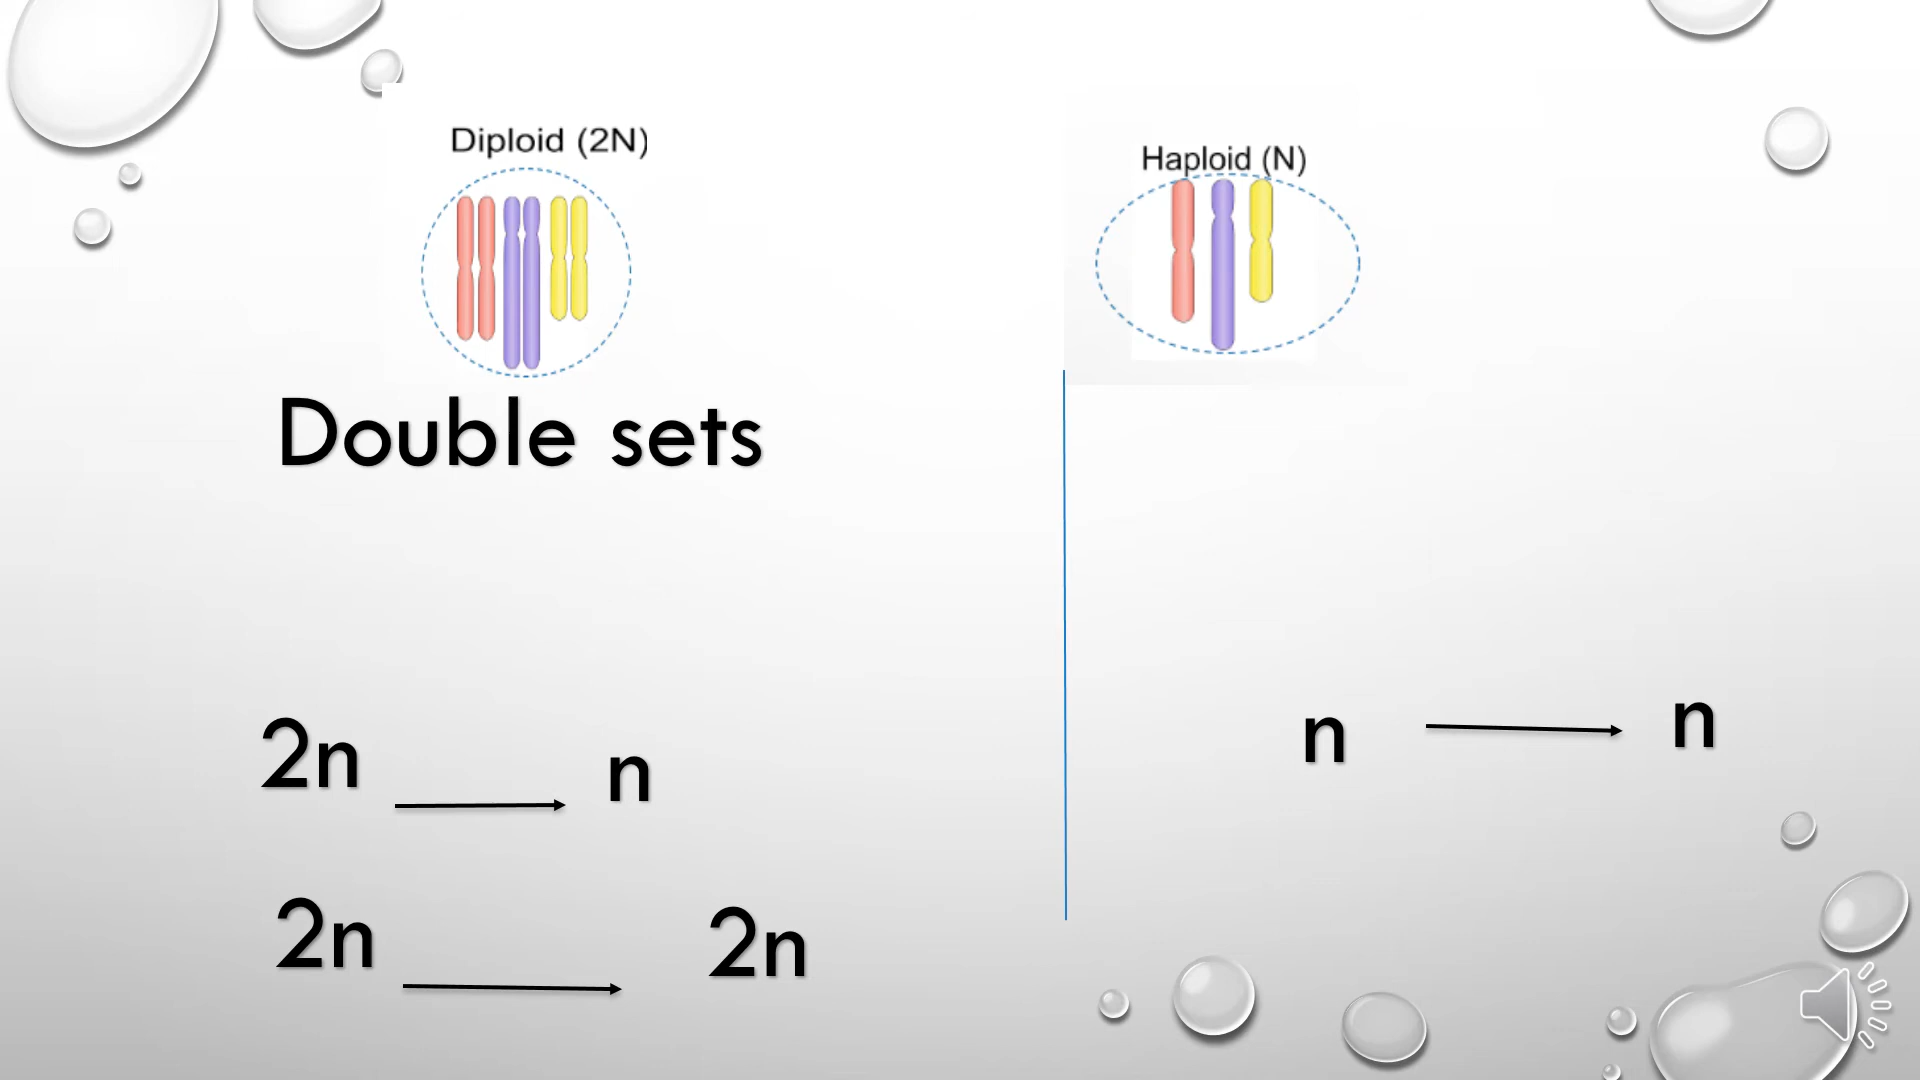 Diploid (2N)
Haploid (N)
Double sets
2n
n
n
n
2n
2n